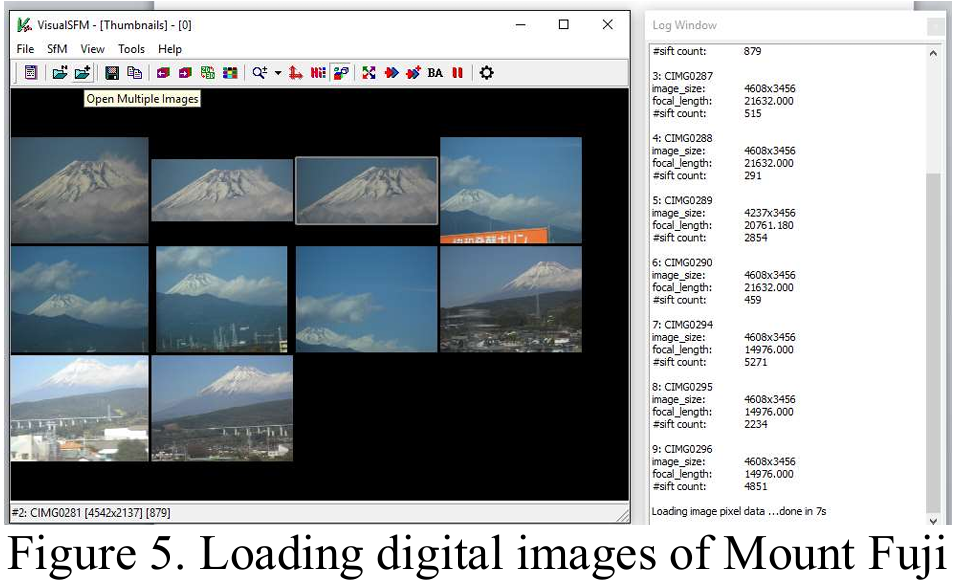 VisualSFM - [Thumbnails] - [0]
File SfM View Tools Help
BA
Open Multiple Images
#2: CIMG0281 [4542x2137] [879]
Log Window
#sift count: 879
3: CIMG0287
image_size: 4608x3456
focal_length: 21632.000
#sift count: 515
4: CIMG0288
image_size: 4608x3456
focal_length: 21632.000
#sift count: 291
5: CIMG0289
image_size: 4237x3456
focal_length: 20761.180
#sift count: 2854
6: CIMG0290
image_size: 4608x3456
focal_length: 21632.000
#sift count: 459
7: CIMG0294
image_size: 4608x3456
focal_length: 14976.000
#sift count: 5271
8: CIMG0295
image_size: 4608x3456
focal_length: 14976.000
#sift count: 2234
9: CIMG0296
image_size: 4608x3456
focal_length: 14976.000
#sift count: 4851
Loading image pixel data ...done in 7s
Figure 5. Loading digital images of Mount Fuji